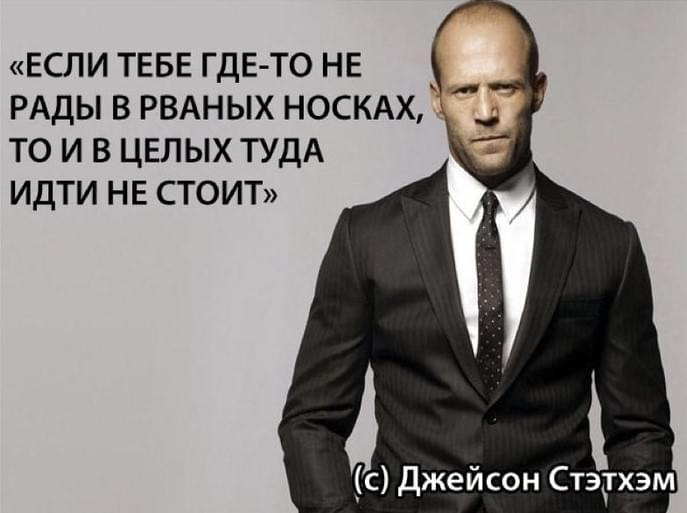 «ЕСЛИ ТЕБЕ ГДЕ-ТО НЕ
РАДЫ В РВАНЫХ НОСКАХ,
ТО И В ЦЕЛЫХ ТУДА
ИДТИ НЕ СТОИТ»
(с) Джейсон Стэтхэм